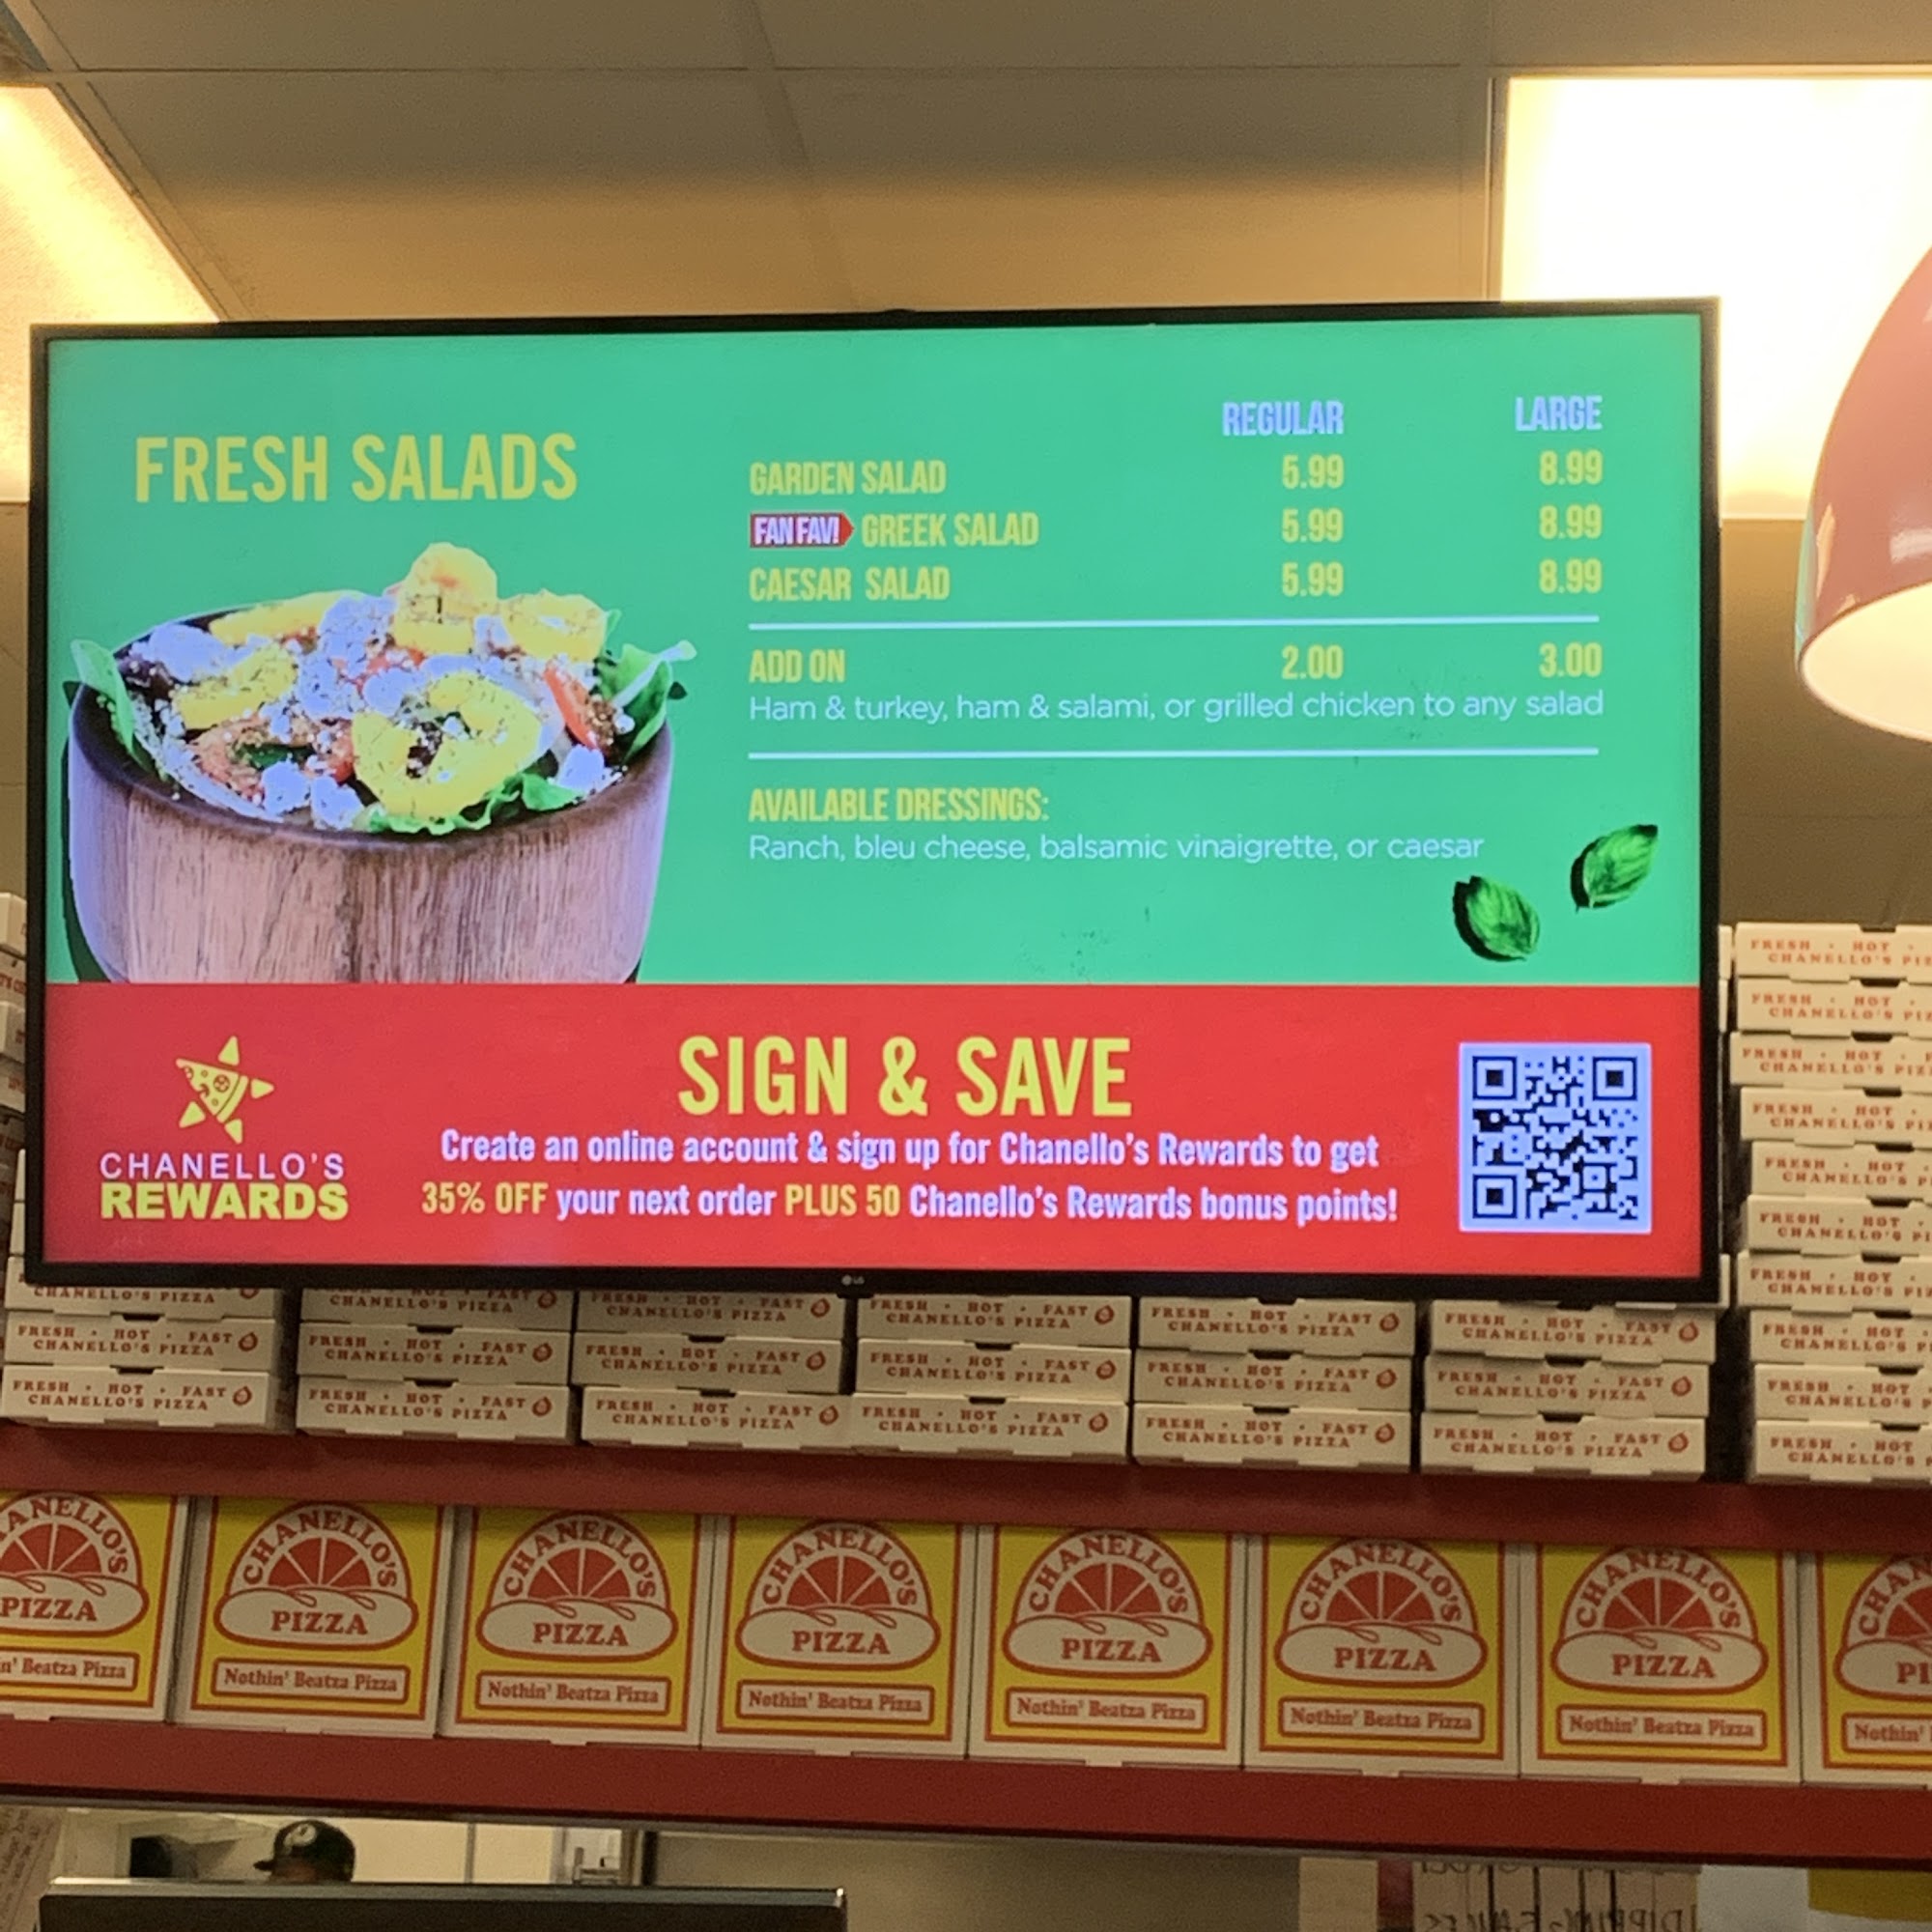 FRESH SALADS
REGULAR LARGE
GARDEN SALAD 5.99 8.99
FAN FAV! GREEK SALAD 5.99 8.99
CAESAR SALAD 5.99 8.99
ADD ON 2.00 3.00
Ham & turkey, ham & salami, or grilled chicken to any salad
AVAILABLE DRESSINGS:
Ranch, bleu cheese, balsamic vinaigrette, or caesar
CHANELLO'S
REWARDS
SIGN & SAVE
Create an online account & sign up for Chanello's Rewards to get
35% OFF your next order PLUS 50 Chanello's Rewards bonus points!
LG
FRESH • HOT • FAST
CHANELLO'S PIZZA
CHANELLO'S
PIZZA
Nothin' Beatza Pizza